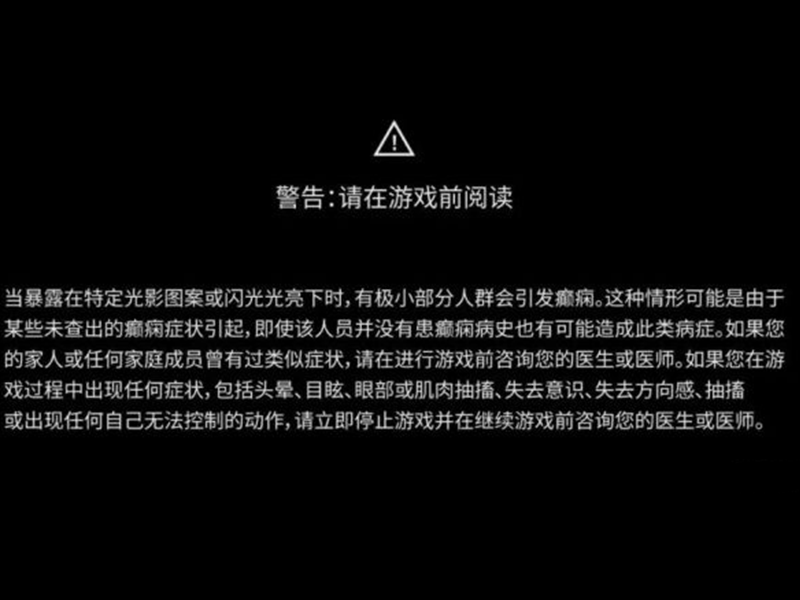 警告：请在游戏前阅读
当暴露在特定光影图案或闪光光亮下时，有极小部分人群会引发癫痫。这种情形可能是由于
某些未查出的癫痫症状引起，即使该人员并没有患癫痫病史也有可能造成此类病症。如果您
的家人或任何家庭成员曾有过类似症状，请在进行游戏前咨询您的医生或医师。如果您在游
戏过程中出现任何症状，包括头晕、目眩、眼部或肌肉抽搐、失去意识、失去方向感、抽搐
或出现任何自己无法控制的动作，请立即停止游戏并在继续游戏前咨询您的医生或医师。